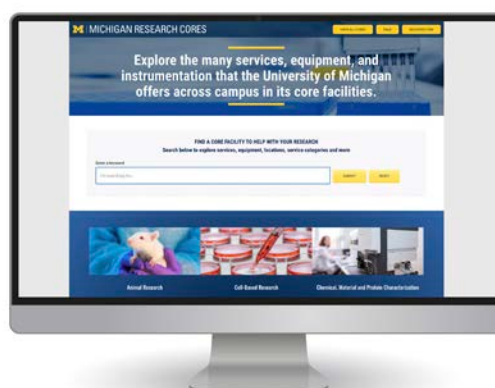 M | MICHIGAN RESEARCH CORES
Explore the many services, equipment, and
instrumentation that the University of Michigan
offers across campus in its core facilities.
FIND A CORE FACILITY TO HELP WITH YOUR RESEARCH
Search below to explore services, equipment, locations, service categories and more
Enter a keyword
SUBMIT RESET
Animal Research Cell-Based Research Chemical, Material and Protein Characterization